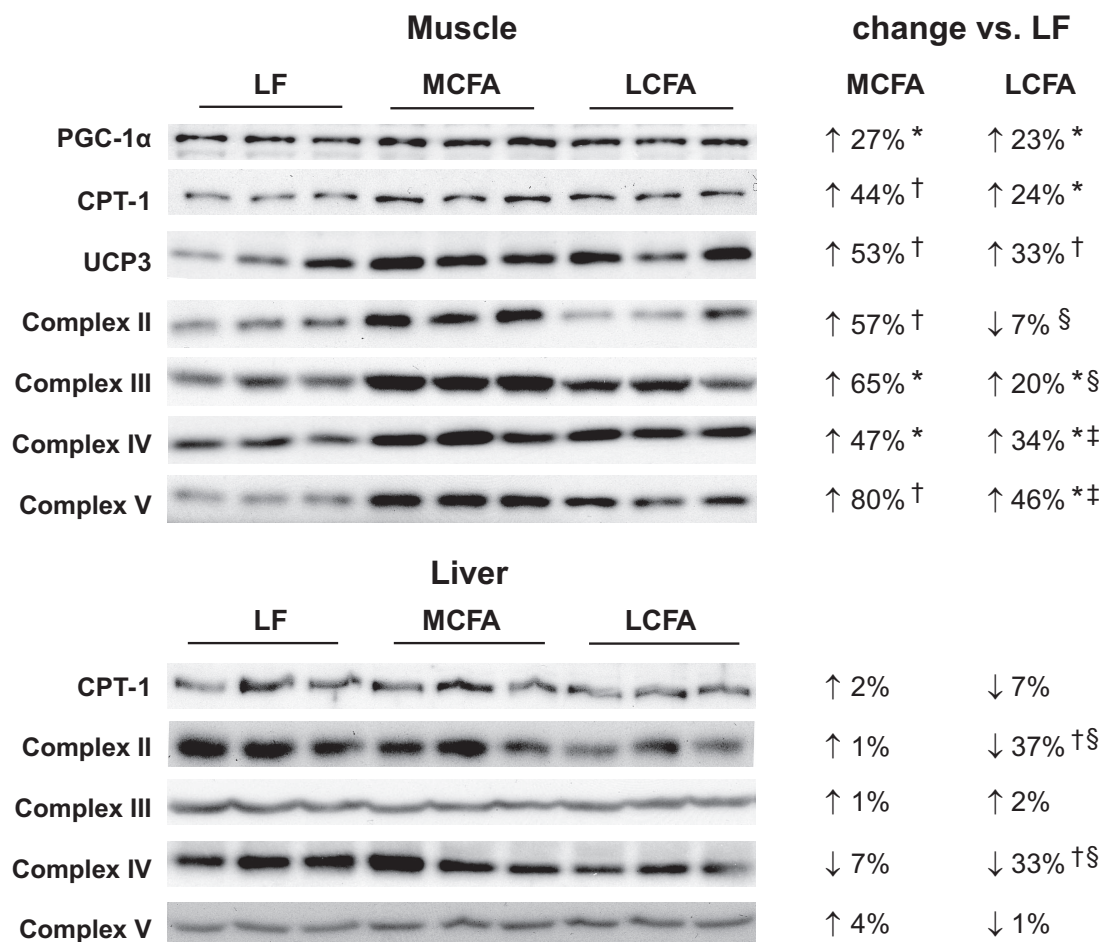 Muscle change vs. LF
LF MCFA LCFA MCFA LCFA
PGC-1α ↑ 27% * ↑ 23% *
CPT-1 ↑ 44% † ↑ 24% *
UCP3 ↑ 53% † ↑ 33% †
Complex II ↑ 57% † ↓ 7% §
Complex III ↑ 65% * ↑ 20% *§
Complex IV ↑ 47% * ↑ 34% *‡
Complex V ↑ 80% † ↑ 46% *‡
Liver
LF MCFA LCFA
CPT-1 ↑ 2% ↓ 7%
Complex II ↑ 1% ↓ 37% †§
Complex III ↑ 1% ↑ 2%
Complex IV ↓ 7% ↓ 33% †§
Complex V ↑ 4% ↓ 1%